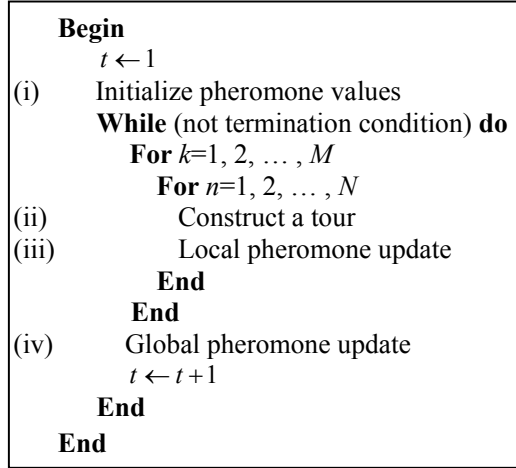 Begin
t ← 1
(i) Initialize pheromone values
While (not termination condition) do
For k=1, 2, … , M
For n=1, 2, … , N
(ii) Construct a tour
(iii) Local pheromone update
End
End
(iv) Global pheromone update
t ← t + 1
End
End